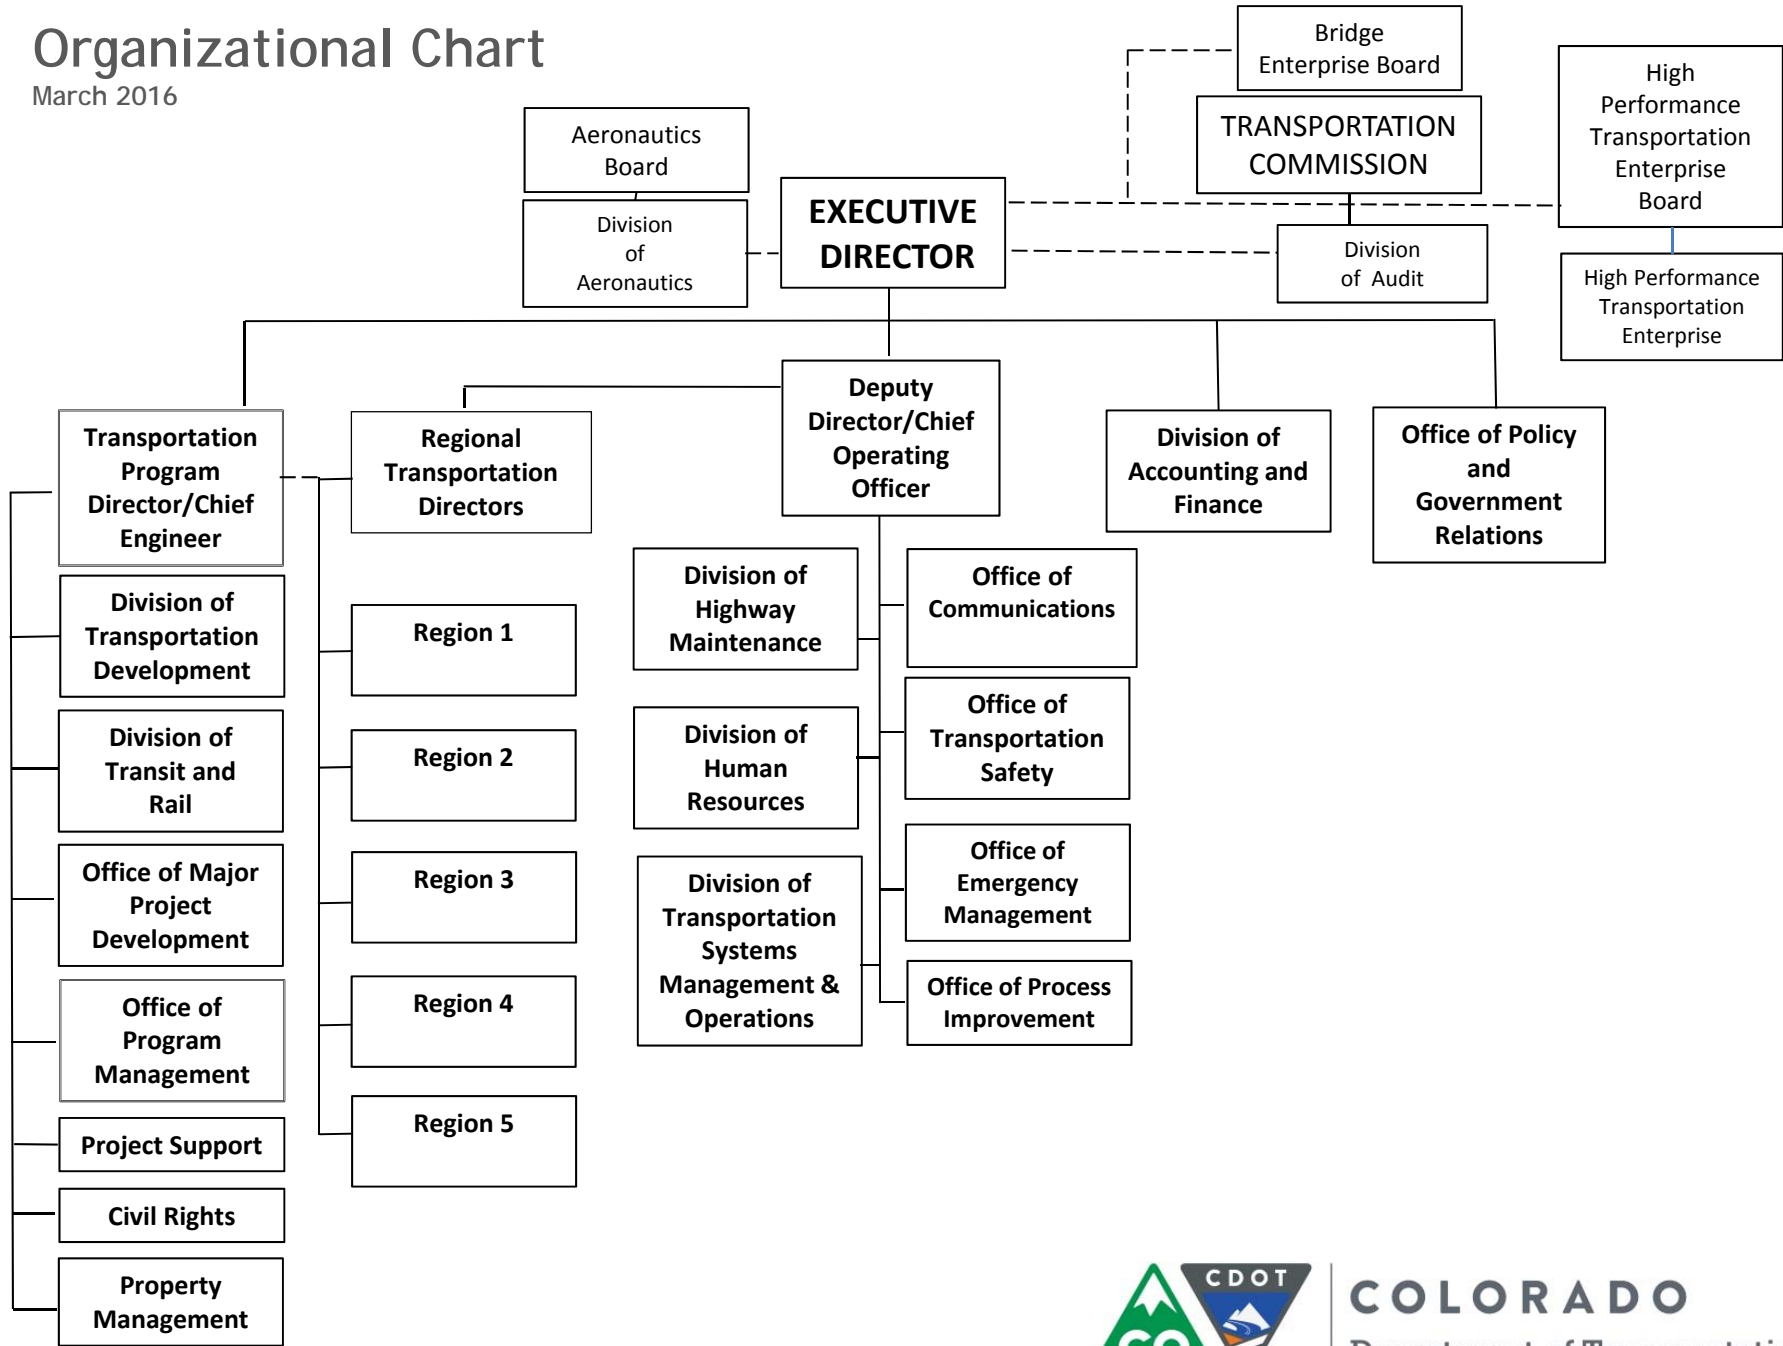 Organizational Chart
March 2016
Bridge
Enterprise Board
TRANSPORTATION
COMMISSION
High
Performance
Transportation
Enterprise
Board
Aeronautics
Board
Division
of
Aeronautics
EXECUTIVE
DIRECTOR
Division
of Audit
High Performance
Transportation
Enterprise
Transportation
Program
Director/Chief
Engineer
Regional
Transportation
Directors
Deputy
Director/Chief
Operating
Officer
Division of
Accounting and
Finance
Office of Policy
and
Government
Relations
Division of
Transportation
Development
Division of
Transit and
Rail
Office of Major
Project
Development
Office of
Program
Management
Project Support
Civil Rights
Property
Management
Region 1
Region 2
Region 3
Region 4
Region 5
Division of
Highway
Maintenance
Division of
Human
Resources
Division of
Transportation
Systems
Management &
Operations
Office of
Communications
Office of
Transportation
Safety
Office of
Emergency
Management
Office of Process
Improvement
CDOT
CO
COLORADO